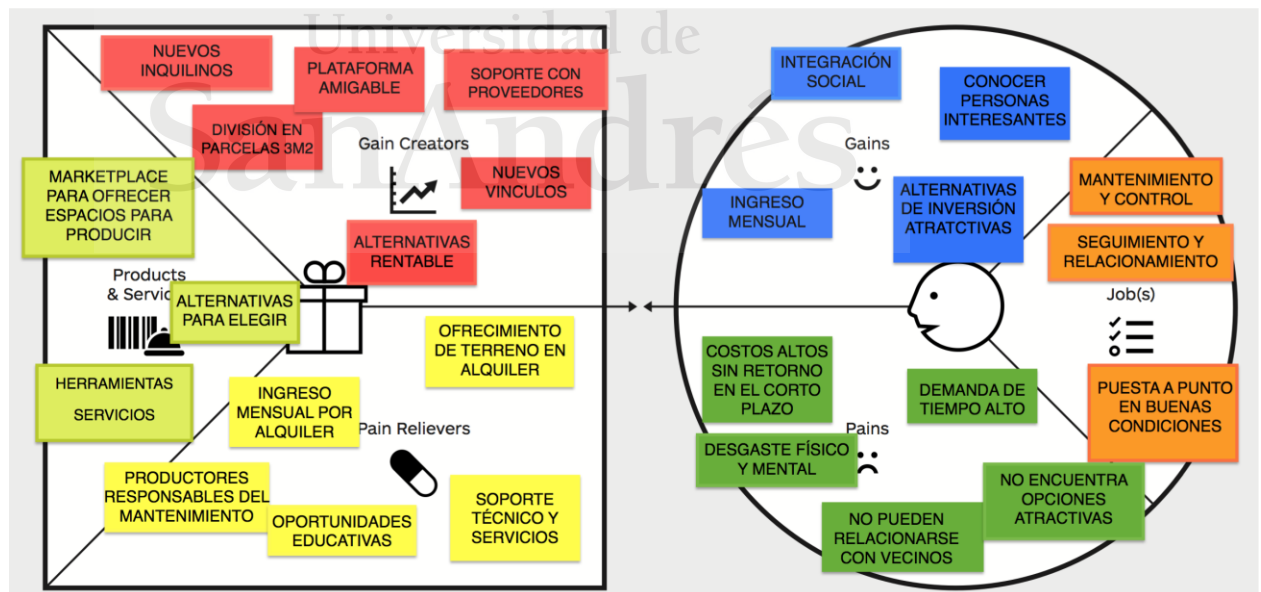 Universidad de
SanAndrés
NUEVOS
INQUILINOS
PLATAFORMA
AMIGABLE
SOPORTE CON
PROVEEDORES
DIVISIÓN EN
PARCELAS 3M2
Gain Creators
NUEVOS
VINCULOS
MARKETPLACE
PARA OFRECER
ESPACIOS PARA
PRODUCIR
ALTERNATIVAS
RENTABLE
Products
& Servic
ALTERNATIVAS
PARA ELEGIR
HERRAMIENTAS
SERVICIOS
OFRECIMIENTO
DE TERRENO EN
ALQUILER
INGRESO
MENSUAL POR
ALQUILER
Pain Relievers
PRODUCTORES
RESPONSABLES DEL
MANTENIMIENTO
OPORTUNIDADES
EDUCATIVAS
SOPORTE
TÉCNICO Y
SERVICIOS
INTEGRACIÓN
SOCIAL
CONOCER
PERSONAS
INTERESANTES
Gains
INGRESO
MENSUAL
ALTERNATIVAS
DE INVERSIÓN
ATRATCTIVAS
MANTENIMIENTO
Y CONTROL
SEGUIMIENTO Y
RELACIONAMIENTO
Job(s)
PUESTA A PUNTO
EN BUENAS
CONDICIONES
COSTOS ALTOS
SIN RETORNO
EN EL CORTO
PLAZO
DEMANDA DE
TIEMPO ALTO
Pains
DESGASTE FÍSICO
Y MENTAL
NO ENCUENTRA
OPCIONES
ATRACTIVAS
NO PUEDEN
RELACIONARSE
CON VECINOS